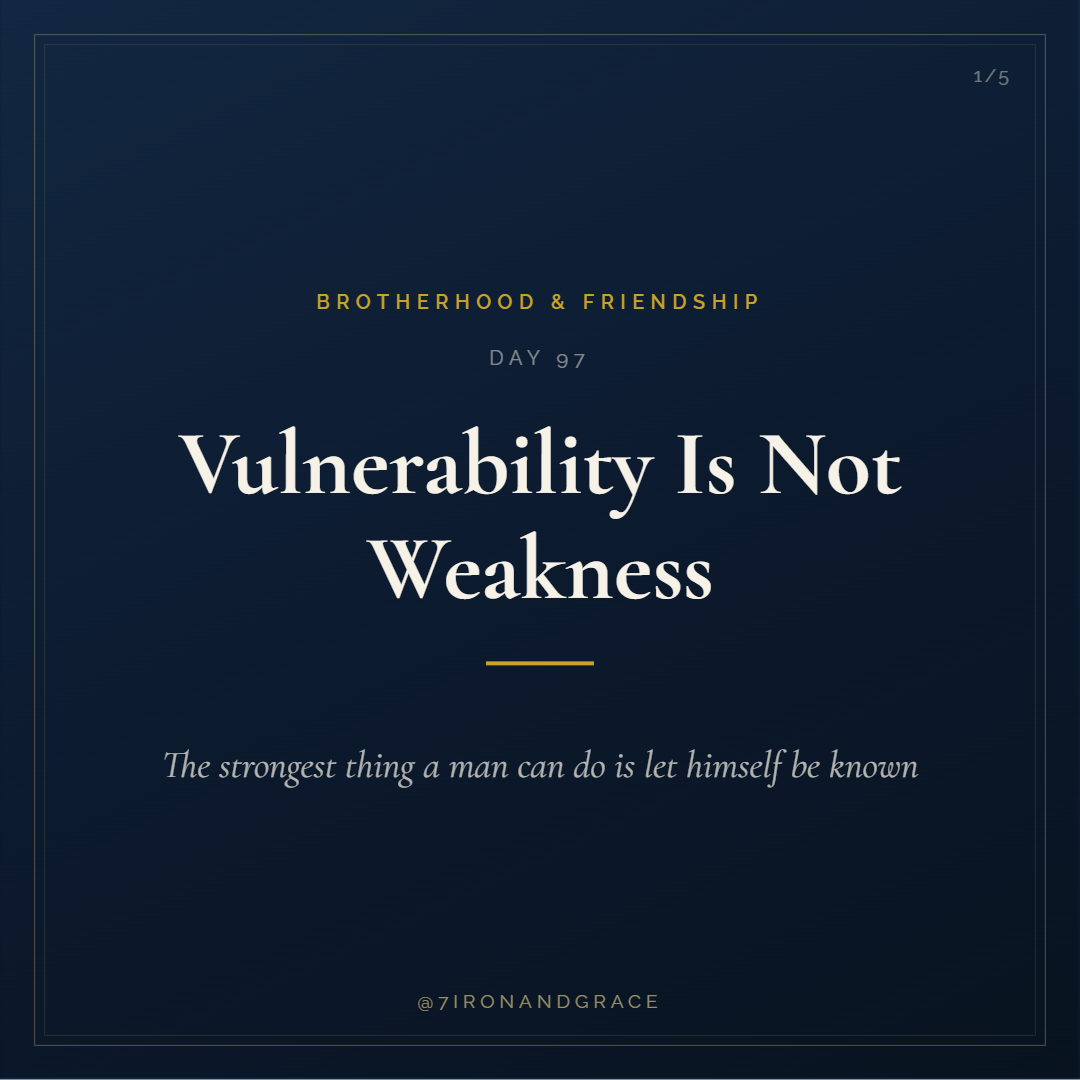 1/5
BROTHERHOOD & FRIENDSHIP
DAY 97
Vulnerability Is Not
Weakness
The strongest thing a man can do is let himself be known
@7IRONANDGRACE